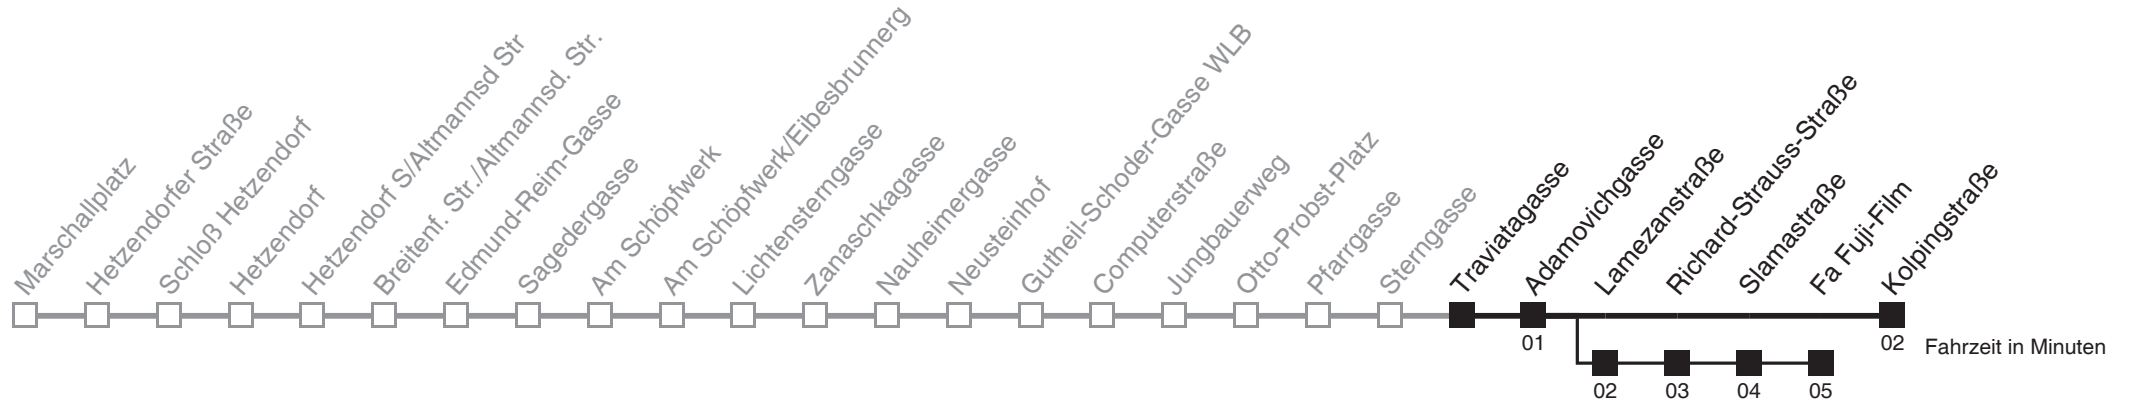 Marschallplatz
Hetzendorfer Straße
Schloß Hetzendorf
Hetzendorf
Hetzendorf S/Altmannsd Str
Breitenf. Str./Altmannsd. Str.
Edmund-Reim-Gasse
Sagedergasse
Am Schöpfwerk
Am Schöpfwerk/Eibesbrunnerg
Lichtensterngasse
Zanaschkagasse
Nauheimergasse
Neusteinhof
Gutheil-Schoder-Gasse WLB
Computerstraße
Jungbauerweg
Otto-Probst-Platz
Pfarrgasse
Sterngasse
Traviatagasse
Adamovichgasse
Lamezanstraße
Richard-Strauss-Straße
Slamastraße
Fa Fuji-Film
Kolpingstraße
01
02
Fahrzeit in Minuten
02
03
04
05